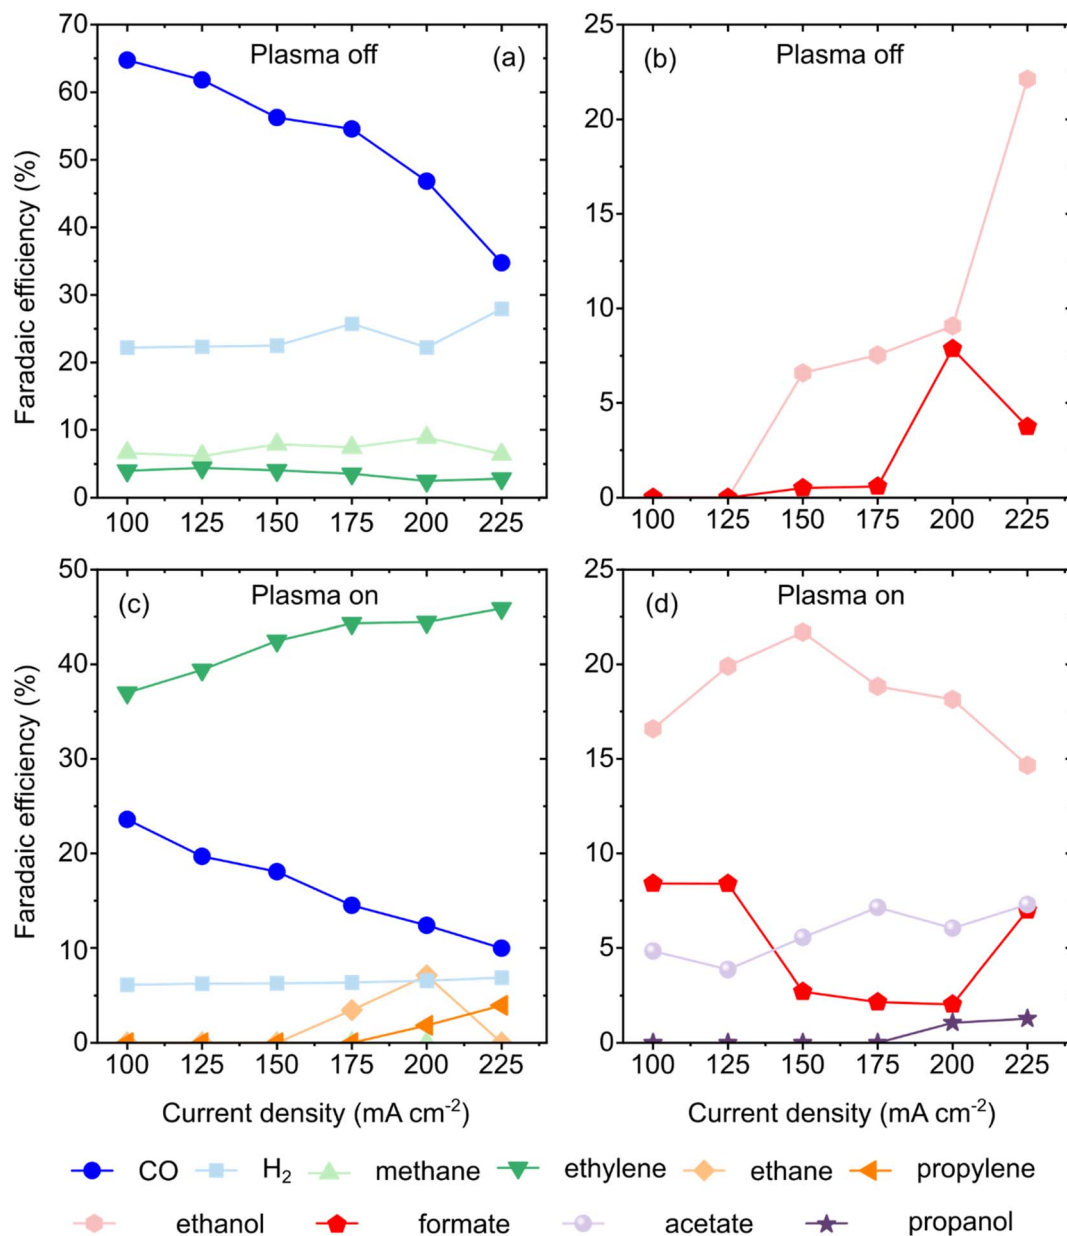 Plasma off (a)
70
60
50
40
30
20
10
0
100 125 150 175 200 225
Faradaic efficiency (%)
(b) Plasma off
25
20
15
10
5
0
100 125 150 175 200 225
(c) Plasma on
50
40
30
20
10
0
100 125 150 175 200 225
Faradaic efficiency (%)
Current density (mA cm-2)
(d) Plasma on
25
20
15
10
5
0
100 125 150 175 200 225
Current density (mA cm-2)
CO H2 methane ethylene ethane propylene
ethanol formate acetate propanol